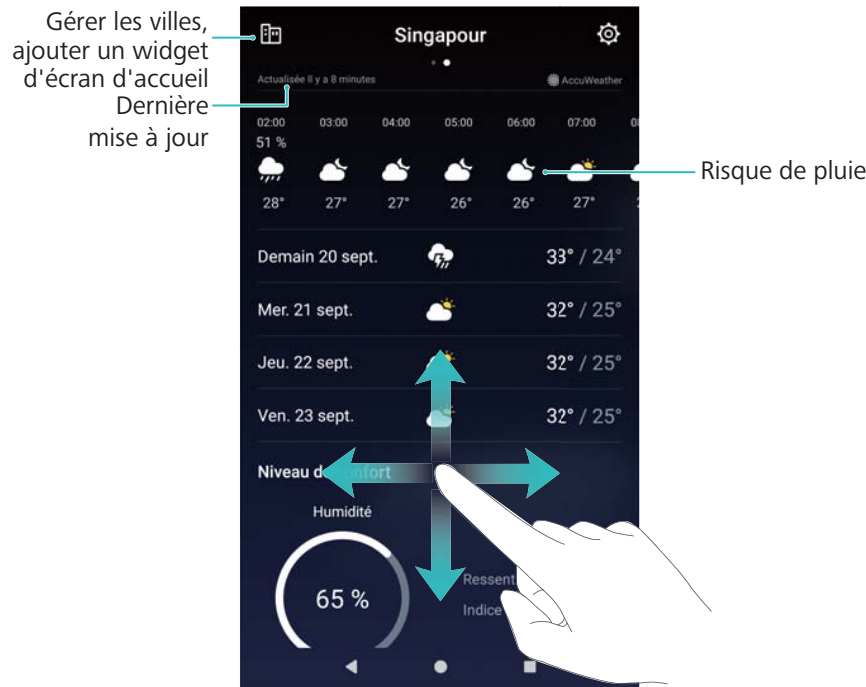 Gérer les villes,
ajouter un widget
d'écran d'accueil
Dernière
mise à jour
Singapour
Actualisée Il y a 8 minutes
AccuWeather
02:00 03:00 04:00 05:00 06:00 07:00
51 %
28° 27° 27° 26° 26° 27°
Risque de pluie
Demain 20 sept. 33° / 24°
Mer. 21 sept. 32° / 25°
Jeu. 22 sept. 32° / 25°
Ven. 23 sept. 32° / 25°
Niveau
Humidité
65 %
Ressent
Indice